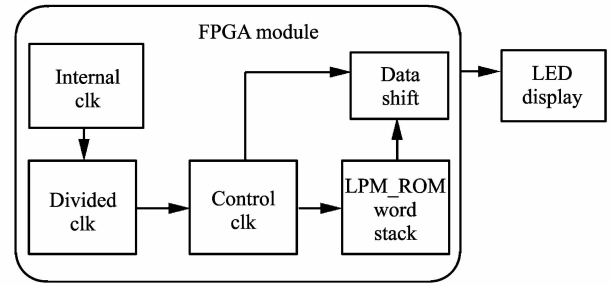 FPGA module
Internal
clk
Data
shift
LED
display
Divided
clk
Control
clk
LPM_ROM
word
stack